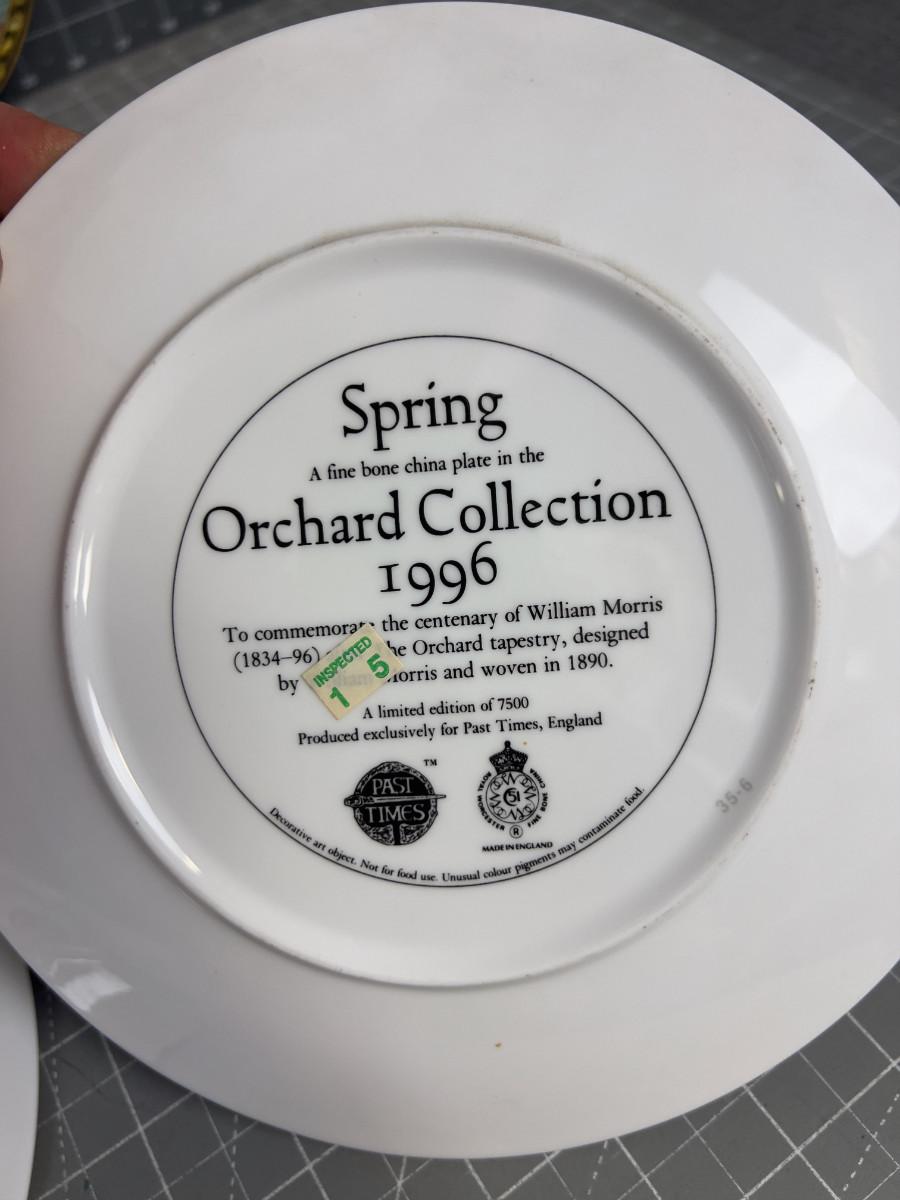 Spring
A fine bone china plate in the
Orchard Collection
1996
To commemorate the centenary of William Morris
(1834–96) the Orchard tapestry, designed
by Morris and woven in 1890.
INSPECTED
1 5
A limited edition of 7500
Produced exclusively for Past Times, England
PAST
TIMES
TM
ROYAL WORCESTER FINE BONE CHINA
51
®
MADE IN ENGLAND
Decorative art object. Not for food use. Unusual colour pigments may contaminate food.
35-6